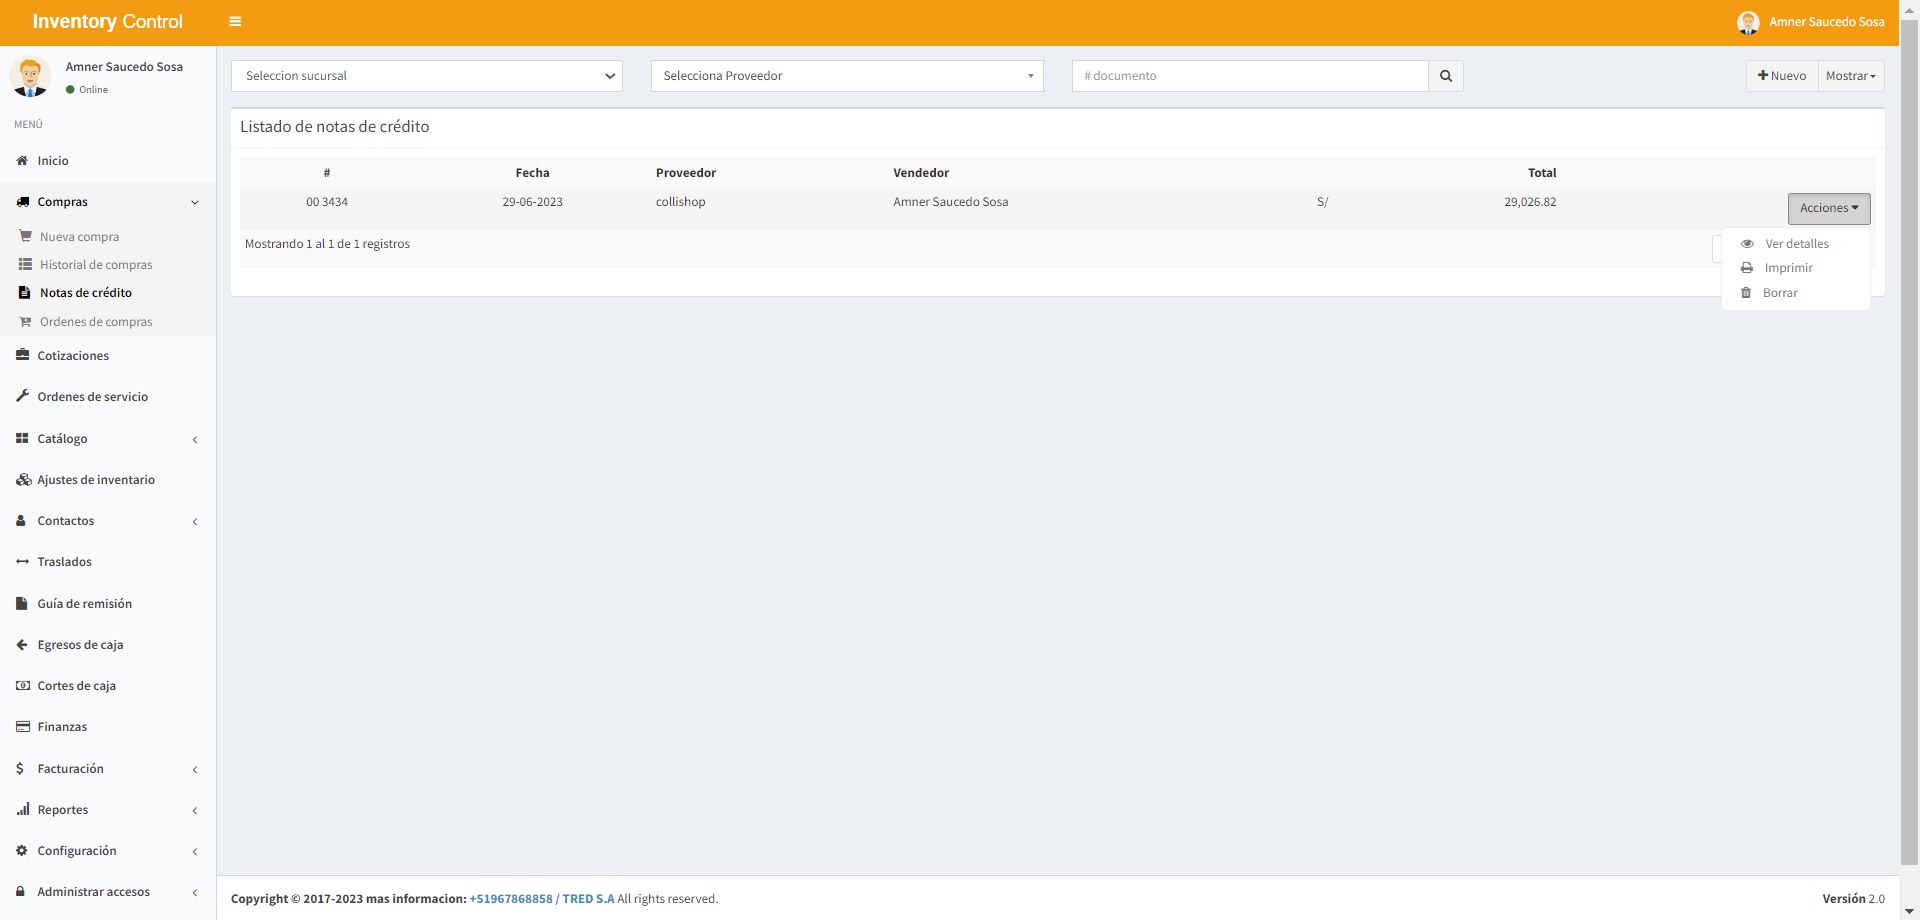 Inventory Control
Amner Saucedo Sosa
Amner Saucedo Sosa
Online
MENÚ
Inicio
Compras
Nueva compra
Historial de compras
Notas de crédito
Ordenes de compras
Cotizaciones
Ordenes de servicio
Catálogo
Ajustes de inventario
Contactos
Traslados
Guía de remisión
Egresos de caja
Cortes de caja
Finanzas
Facturación
Reportes
Configuración
Administrar accesos
Seleccion sucursal
Selecciona Proveedor
# documento
Nuevo
Mostrar
Listado de notas de crédito
# Fecha Proveedor Vendedor Total
00 3434 29-06-2023 collishop Amner Saucedo Sosa S/ 29,026.82 Acciones
Mostrando 1 al 1 de 1 registros
Ver detalles
Imprimir
Borrar
Copyright © 2017-2023 mas informacion: +51967868858 / TRED S.A All rights reserved.
Versión 2.0